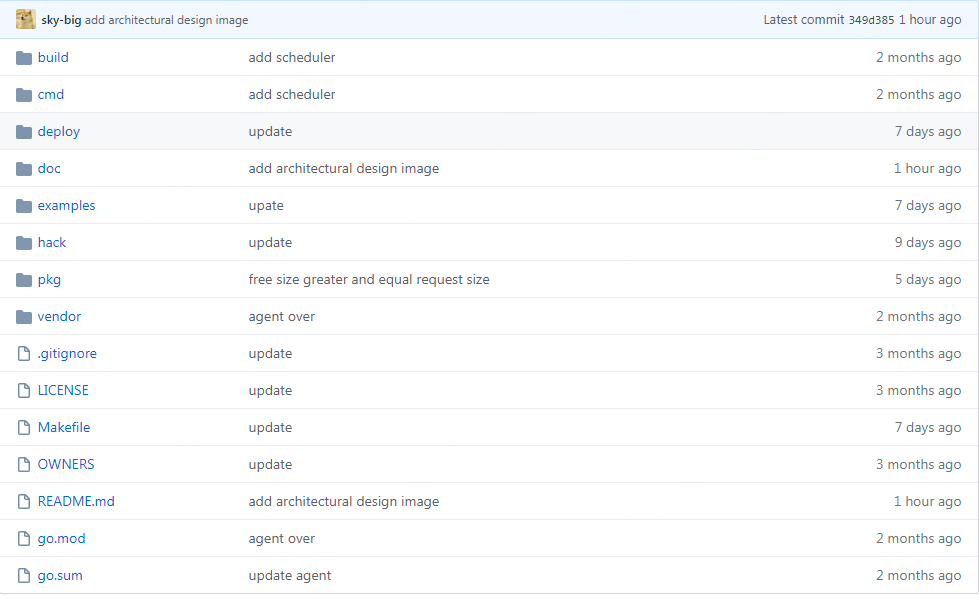 sky-big add architectural design image Latest commit 349d385 1 hour ago
build add scheduler 2 months ago
cmd add scheduler 2 months ago
deploy update 7 days ago
doc add architectural design image 1 hour ago
examples upate 7 days ago
hack update 9 days ago
pkg free size greater and equal request size 5 days ago
vendor agent over 2 months ago
.gitignore update 3 months ago
LICENSE update 3 months ago
Makefile update 7 days ago
OWNERS update 3 months ago
README.md add architectural design image 1 hour ago
go.mod agent over 2 months ago
go.sum update agent 2 months ago